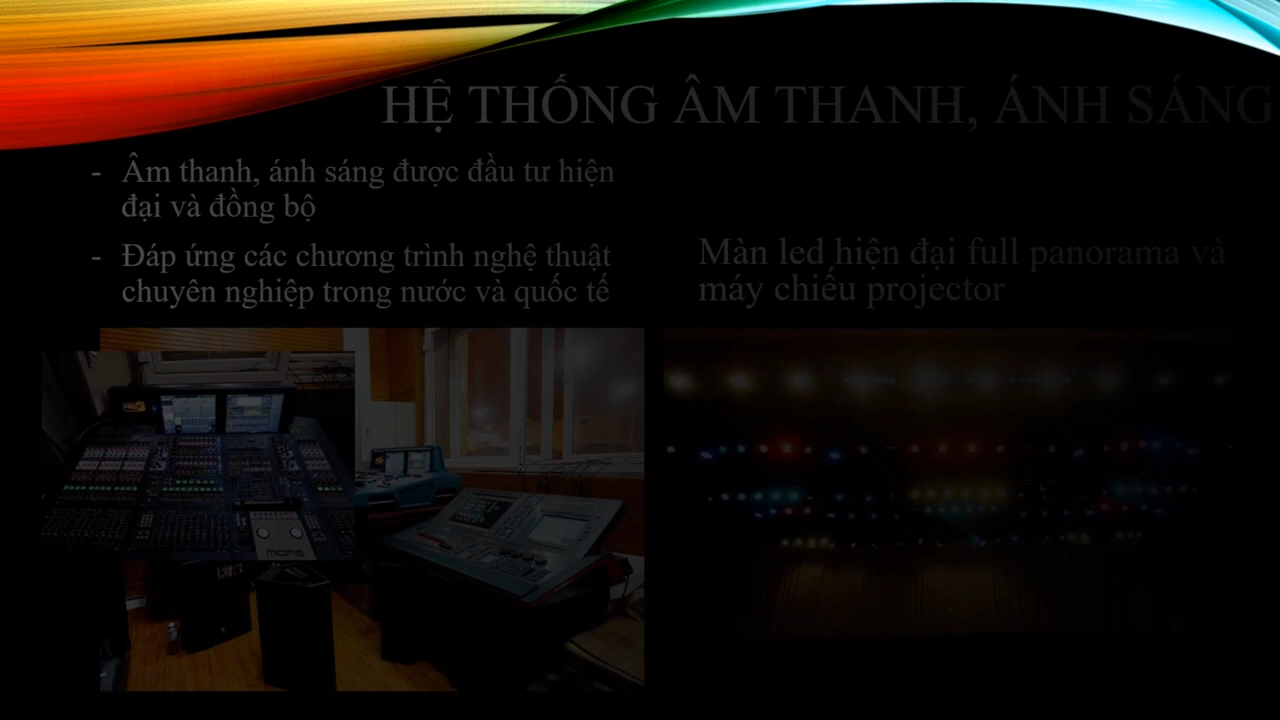 HỆ THỐNG ÂM THANH, ÁNH SÁNG
- Âm thanh, ánh sáng được đầu tư hiện
đại và đồng bộ
- Đáp ứng các chương trình nghệ thuật
chuyên nghiệp trong nước và quốc tế
Màn led hiện đại full panorama và
máy chiếu projector
MIDAS